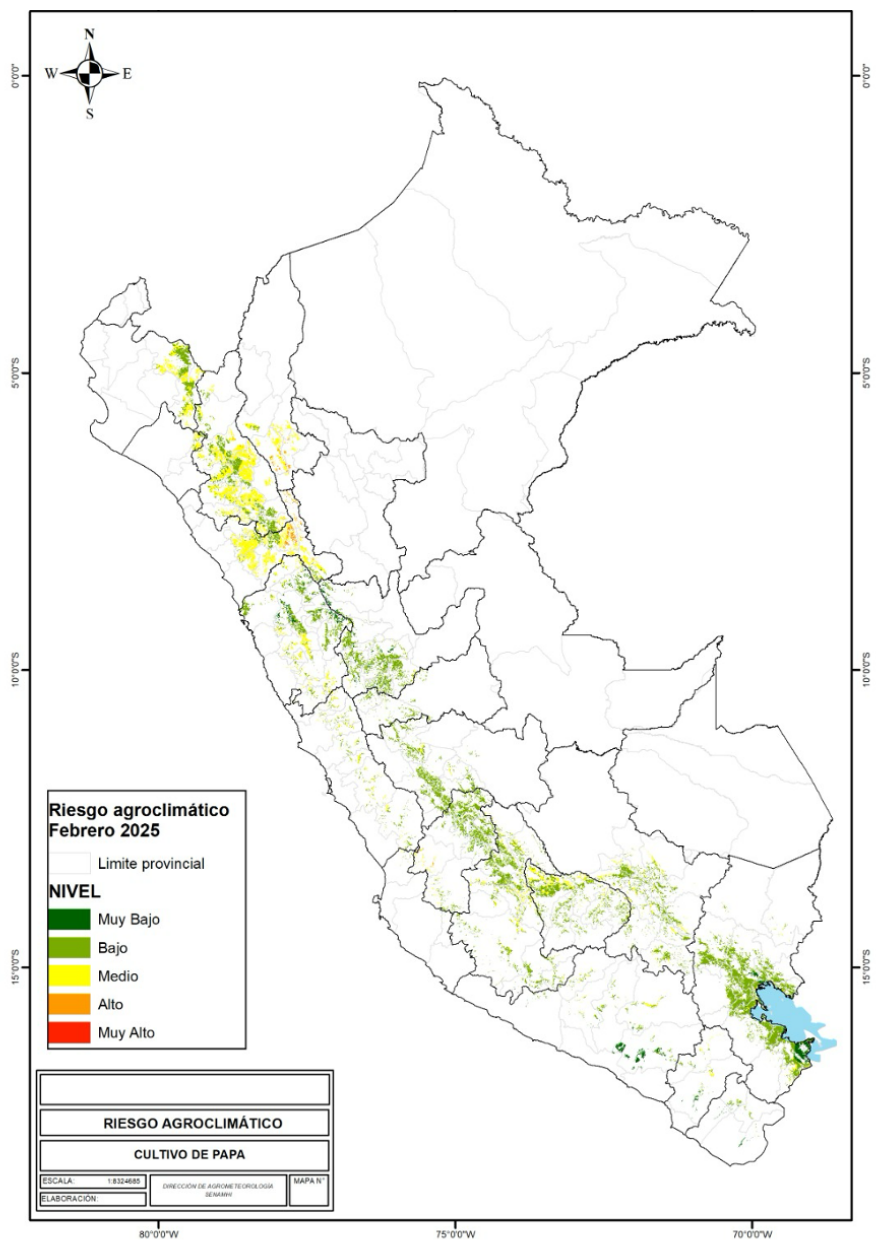 N
W E
S
0°0'0"
0°0'0"
5°0'0"S
5°0'0"S
10°0'0"S
10°0'0"S
15°0'0"S
15°0'0"S
Riesgo agroclimático
Febrero 2025
Limite provincial
NIVEL
Muy Bajo
Bajo
Medio
Alto
Muy Alto
RIESGO AGROCLIMÁTICO
CULTIVO DE PAPA
ESCALA: 1:8324685
DIRECCIÓN DE AGROMETEOROLOGÍA
SENAMHI
MAPA N°
ELABORACIÓN:
80°0'0"W 75°0'0"W 70°0'0"W